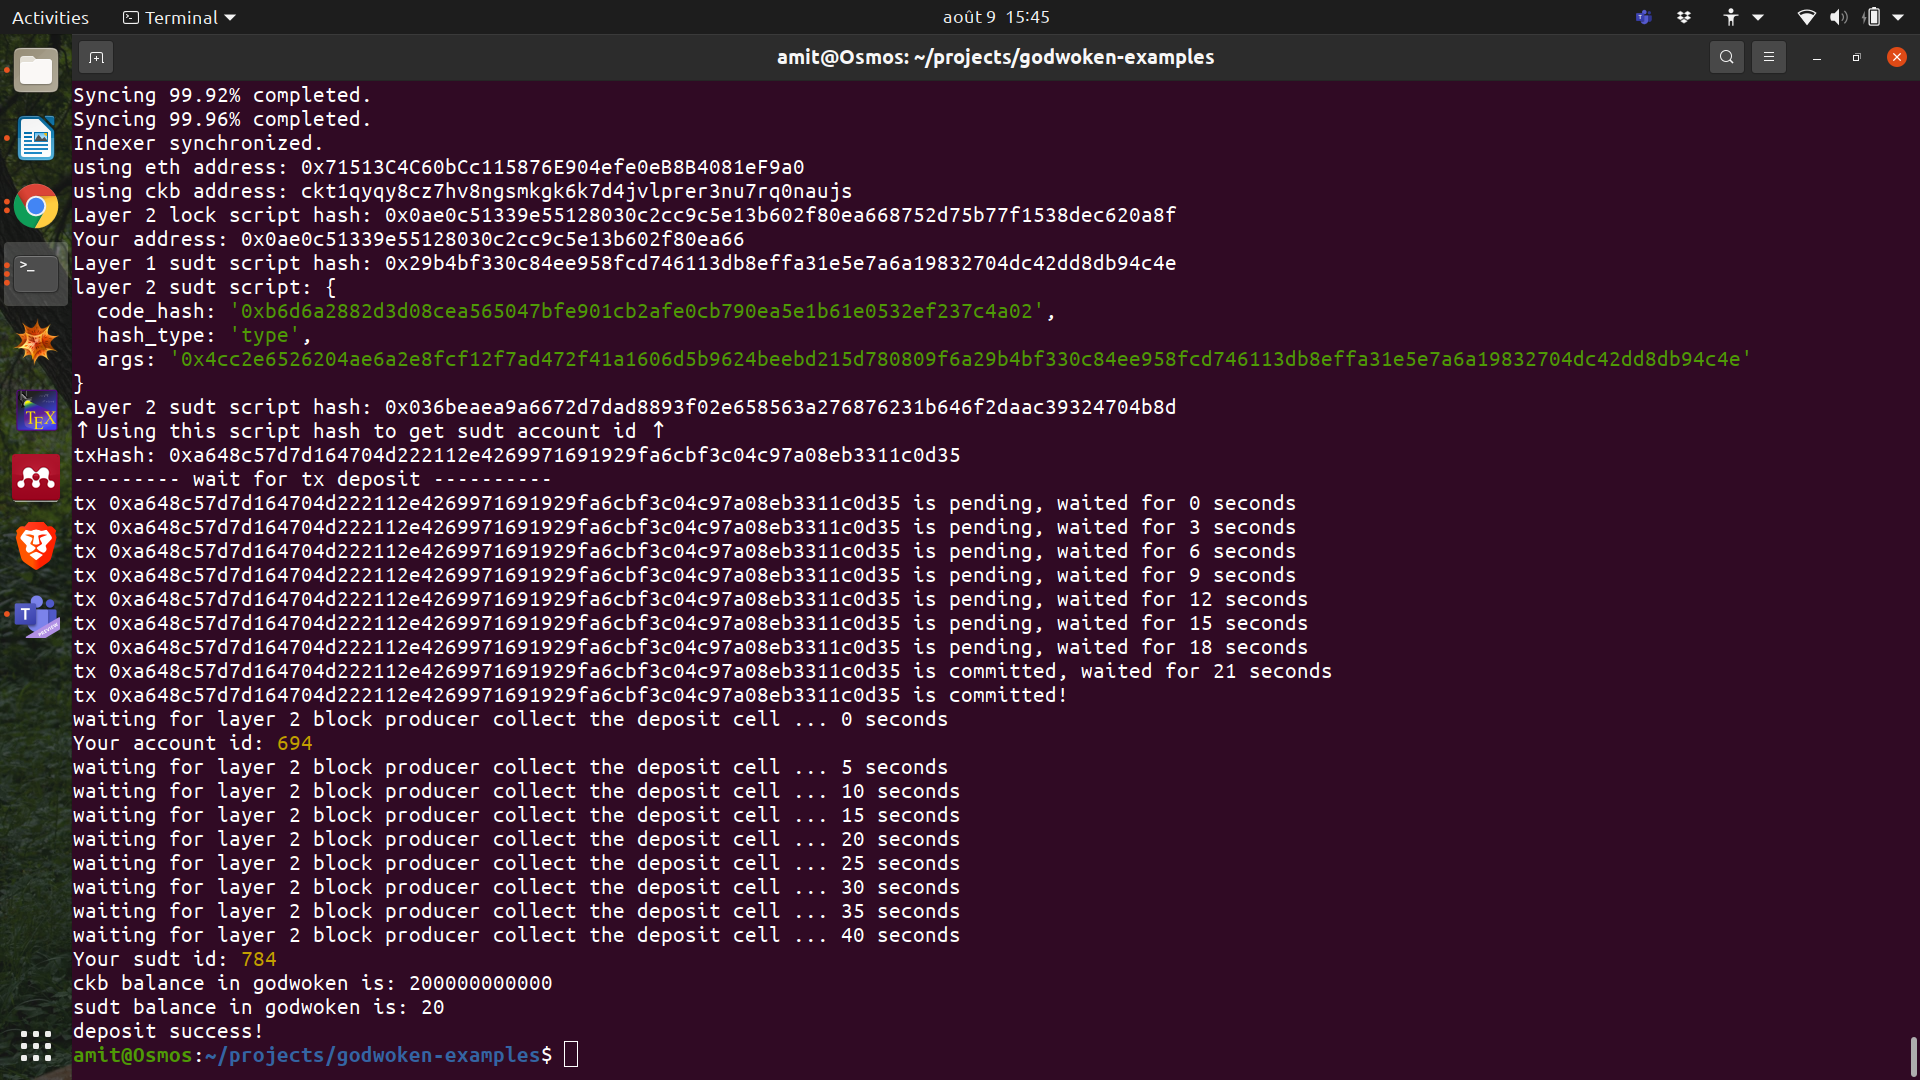 Activities
Terminal
août 9 15:45
amit@Osmos: ~/projects/godwoken-examples
Syncing 99.92% completed.
Syncing 99.96% completed.
Indexer synchronized.
using eth address: 0x71513C4C60bCc115876E904efe0eB8B4081eF9a0
using ckb address: ckt1qyqy8cz7hv8ngsmkgk6k7d4jvlprer3nu7rq0naujs
Layer 2 lock script hash: 0x0ae0c51339e55128030c2cc9c5e13b602f80ea668752d75b77f1538dec620a8f
Your address: 0x0ae0c51339e55128030c2cc9c5e13b602f80ea66
Layer 1 sudt script hash: 0x29b4bf330c84ee958fcd746113db8effa31e5e7a6a19832704dc42dd8db94c4e
layer 2 sudt script: {
  code_hash: '0xb6d6a2882d3d08cea565047bfe901cb2afe0cb790ea5e1b61e0532ef237c4a02',
  hash_type: 'type',
  args: '0x4cc2e6526204ae6a2e8fcf12f7ad472f41a1606d5b9624beebd215d780809f6a29b4bf330c84ee958fcd746113db8effa31e5e7a6a19832704dc42dd8db94c4e'
}
Layer 2 sudt script hash: 0x036beaea9a6672d7dad8893f02e658563a276876231b646f2daac39324704b8d
↑ Using this script hash to get sudt account id ↑
txHash: 0xa648c57d7d164704d222112e4269971691929fa6cbf3c04c97a08eb3311c0d35
--------- wait for tx deposit ----------
tx 0xa648c57d7d164704d222112e4269971691929fa6cbf3c04c97a08eb3311c0d35 is pending, waited for 0 seconds
tx 0xa648c57d7d164704d222112e4269971691929fa6cbf3c04c97a08eb3311c0d35 is pending, waited for 3 seconds
tx 0xa648c57d7d164704d222112e4269971691929fa6cbf3c04c97a08eb3311c0d35 is pending, waited for 6 seconds
tx 0xa648c57d7d164704d222112e4269971691929fa6cbf3c04c97a08eb3311c0d35 is pending, waited for 9 seconds
tx 0xa648c57d7d164704d222112e4269971691929fa6cbf3c04c97a08eb3311c0d35 is pending, waited for 12 seconds
tx 0xa648c57d7d164704d222112e4269971691929fa6cbf3c04c97a08eb3311c0d35 is pending, waited for 15 seconds
tx 0xa648c57d7d164704d222112e4269971691929fa6cbf3c04c97a08eb3311c0d35 is pending, waited for 18 seconds
tx 0xa648c57d7d164704d222112e4269971691929fa6cbf3c04c97a08eb3311c0d35 is committed, waited for 21 seconds
tx 0xa648c57d7d164704d222112e4269971691929fa6cbf3c04c97a08eb3311c0d35 is committed!
waiting for layer 2 block producer collect the deposit cell ... 0 seconds
Your account id: 694
waiting for layer 2 block producer collect the deposit cell ... 5 seconds
waiting for layer 2 block producer collect the deposit cell ... 10 seconds
waiting for layer 2 block producer collect the deposit cell ... 15 seconds
waiting for layer 2 block producer collect the deposit cell ... 20 seconds
waiting for layer 2 block producer collect the deposit cell ... 25 seconds
waiting for layer 2 block producer collect the deposit cell ... 30 seconds
waiting for layer 2 block producer collect the deposit cell ... 35 seconds
waiting for layer 2 block producer collect the deposit cell ... 40 seconds
Your sudt id: 784
ckb balance in godwoken is: 200000000000
sudt balance in godwoken is: 20
deposit success!
amit@Osmos:~/projects/godwoken-examples$